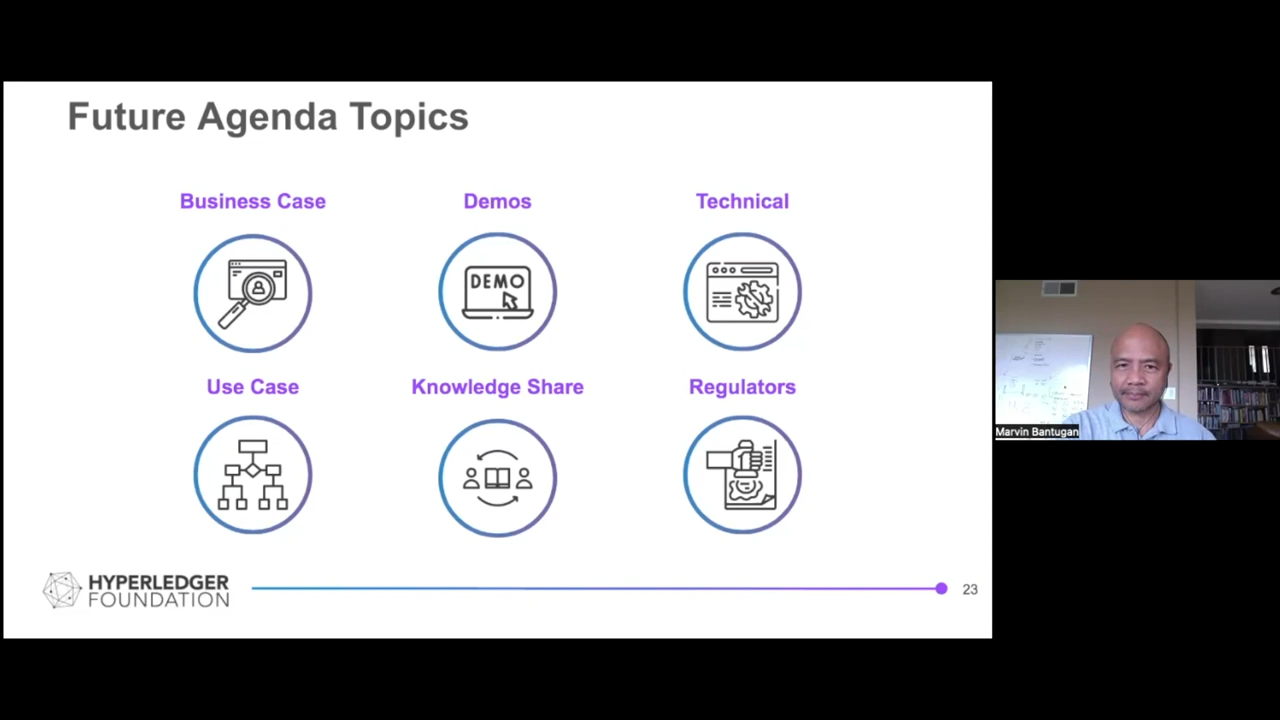 Future Agenda Topics
Business Case
Demos
Technical
DEMO
Use Case
Knowledge Share
Regulators
HYPERLEDGER
FOUNDATION
23
Marvin Bantugan